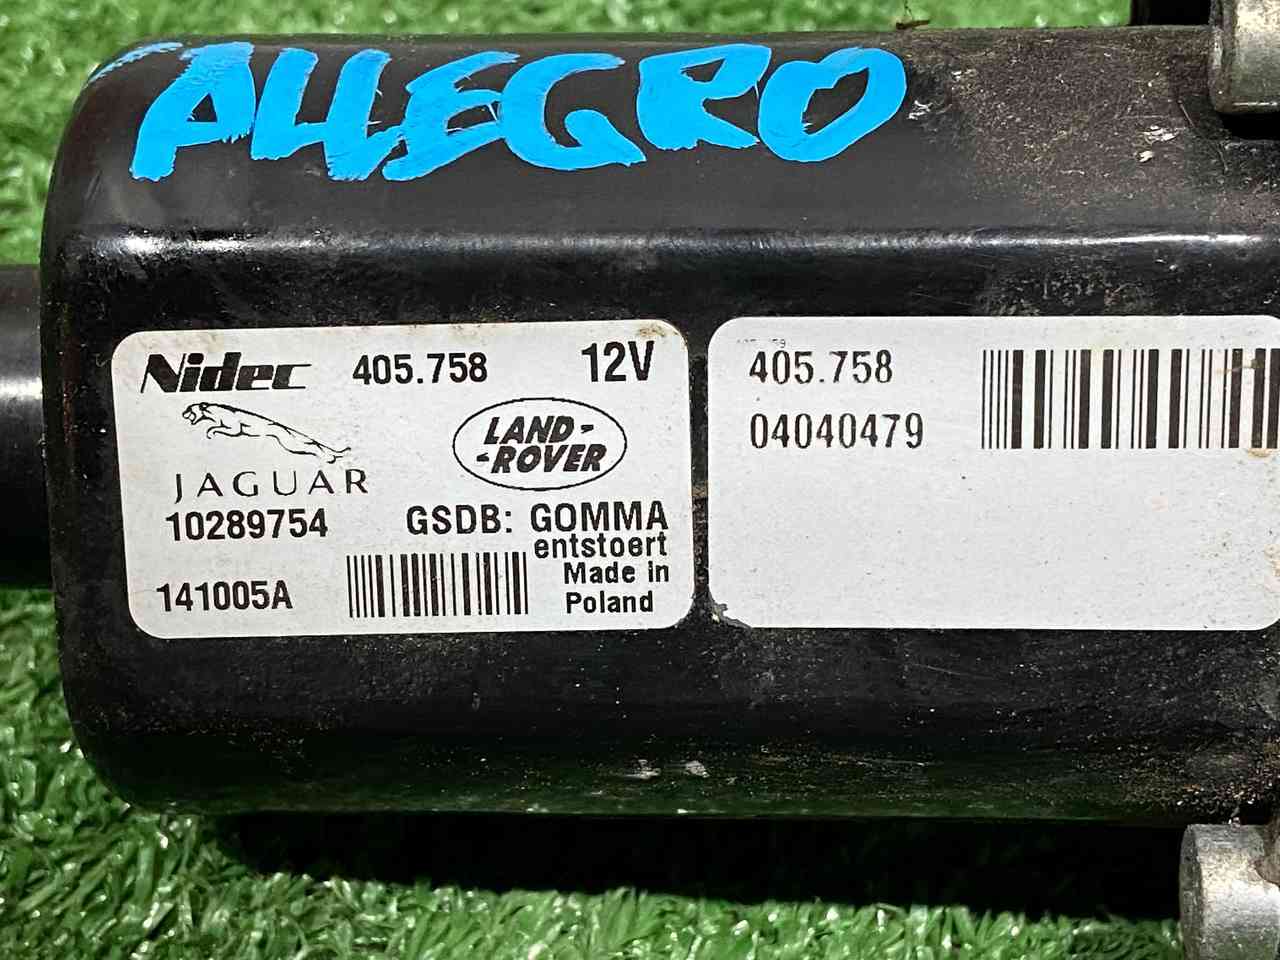 ALLEGRO
Nidec 405.758 12V
JAGUAR
LAND-
-ROVER
10289754 GSDB: GOMMA
entstoert
141005A
Made in
Poland
405.758
04040479